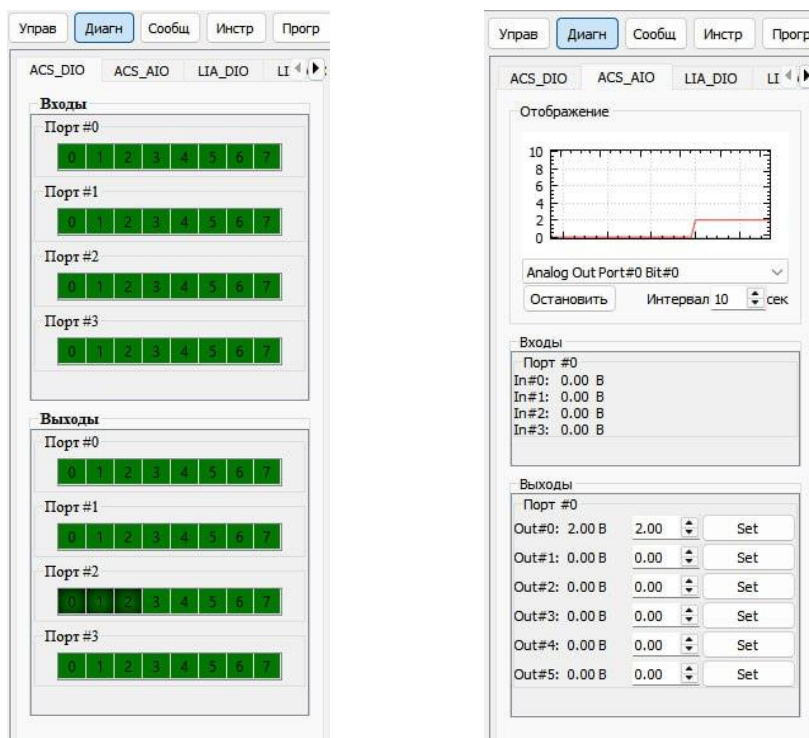 Управ Диагн Сообщ Инстр Прогр
ACS_DIO ACS_AIO LIA_DIO LI
Входы
Порт #0
0 1 2 3 4 5 6 7
Порт #1
0 1 2 3 4 5 6 7
Порт #2
0 1 2 3 4 5 6 7
Порт #3
0 1 2 3 4 5 6 7
Выходы
Порт #0
0 1 2 3 4 5 6 7
Порт #1
0 1 2 3 4 5 6 7
Порт #2
0 1 2 3 4 5 6 7
Порт #3
0 1 2 3 4 5 6 7
Управ Диагн Сообщ Инстр Прогр
ACS_DIO ACS_AIO LIA_DIO LI
Отображение
10
8
6
4
2
0
Analog Out Port#0 Bit#0
Остановить Интервал 10 сек
Входы
Порт #0
In#0: 0.00 В
In#1: 0.00 В
In#2: 0.00 В
In#3: 0.00 В
Выходы
Порт #0
Out#0: 2.00 В 2.00 Set
Out#1: 0.00 В 0.00 Set
Out#2: 0.00 В 0.00 Set
Out#3: 0.00 В 0.00 Set
Out#4: 0.00 В 0.00 Set
Out#5: 0.00 В 0.00 Set